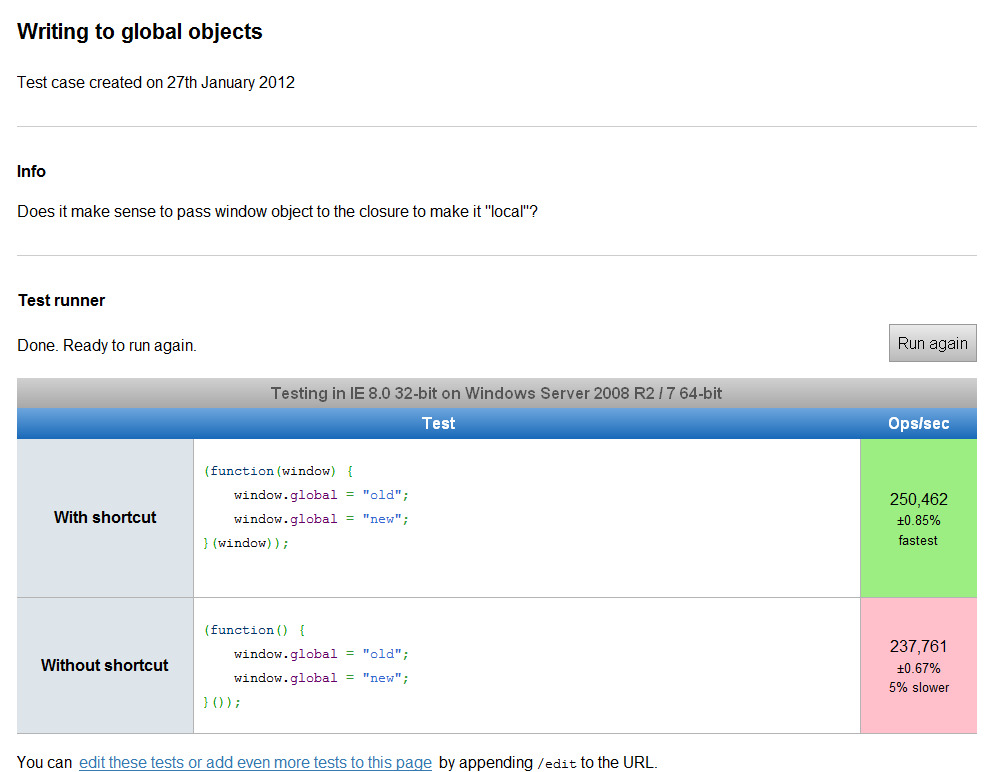 Writing to global objects
Test case created on 27th January 2012
Info
Does it make sense to pass window object to the closure to make it "local"?
Test runner
Done. Ready to run again.
Run again
Testing in IE 8.0 32-bit on Windows Server 2008 R2 / 7 64-bit
Test Ops/sec
With shortcut
(function(window) {
    window.global = "old";
    window.global = "new";
}(window));
250,462
±0.85%
fastest
Without shortcut
(function() {
    window.global = "old";
    window.global = "new";
}());
237,761
±0.67%
5% slower
You can edit these tests or add even more tests to this page by appending /edit to the URL.